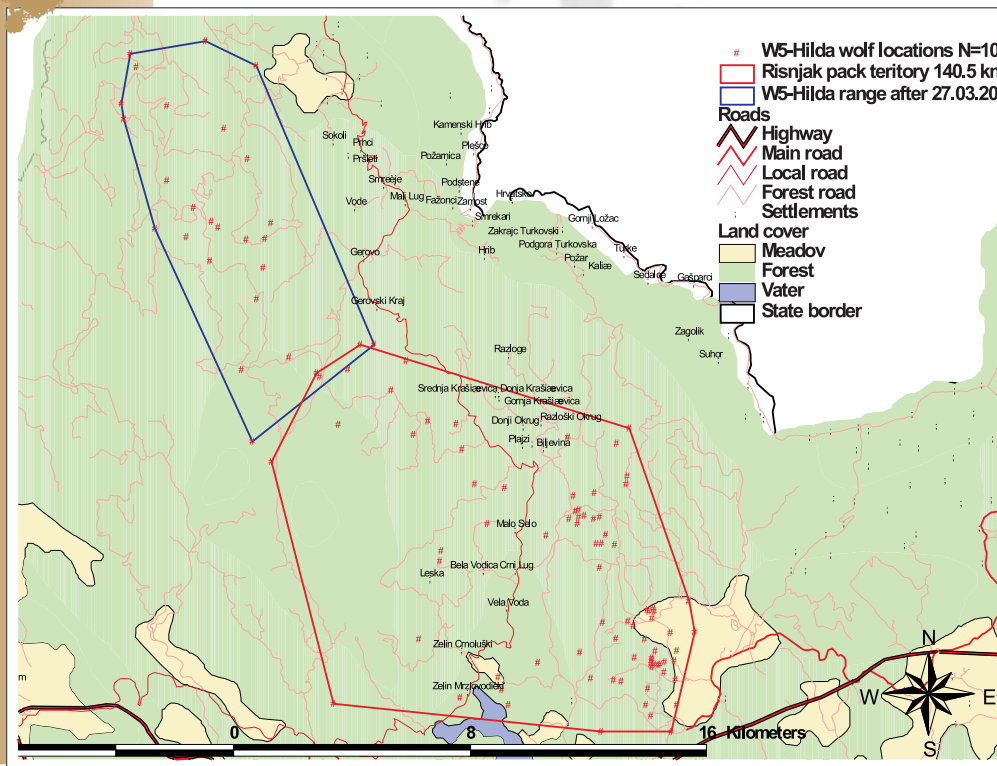 # W5-Hilda wolf locations N=10
Risnjak pack teritory 140.5 km
W5-Hilda range after 27.03.20
Roads
Highway
Main road
Local road
Forest road
Settlements
Land cover
Meadov
Forest
Vater
State border
Kamenski Hrib
Sokoli
Prhci
Plešce
Pršleti
Požarnica
Smrečje
Podstene
Mali Lug
Hrvatsko
Vode
Fažonci
Zamost
Smrekari
Gornji Ložac
Zakrajc Turkovski
Podgora Turkovska
Turke
Gerovo
Hrib
Požar
Kaliæ
Sedalce
Gašparci
Gerovski Kraj
Zagolik
Razloge
Suhor
Srednja Krašiæevica
Donja Krašiæevica
Gornja Krašiæevica
Donji Okrug
Razloški Okrug
Plajzi
Biljevina
Malo Selo
Bela Vodica
Crni Lug
Leska
Vela Voda
Zelin Crnoluški
Zelin Mrzlovodički
m
N
W
E
S
0
8
16 Kilometers